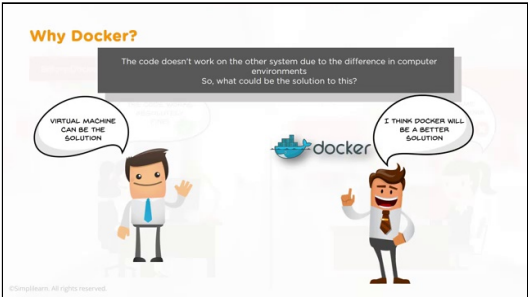 Why Docker?
The code doesn't work on the other system due to the difference in computer
environments
So, what could be the solution to this?
VIRTUAL MACHINE
CAN BE THE
SOLUTION
docker
I THINK DOCKER WILL
BE A BETTER
SOLUTION
©Simplilearn. All rights reserved.